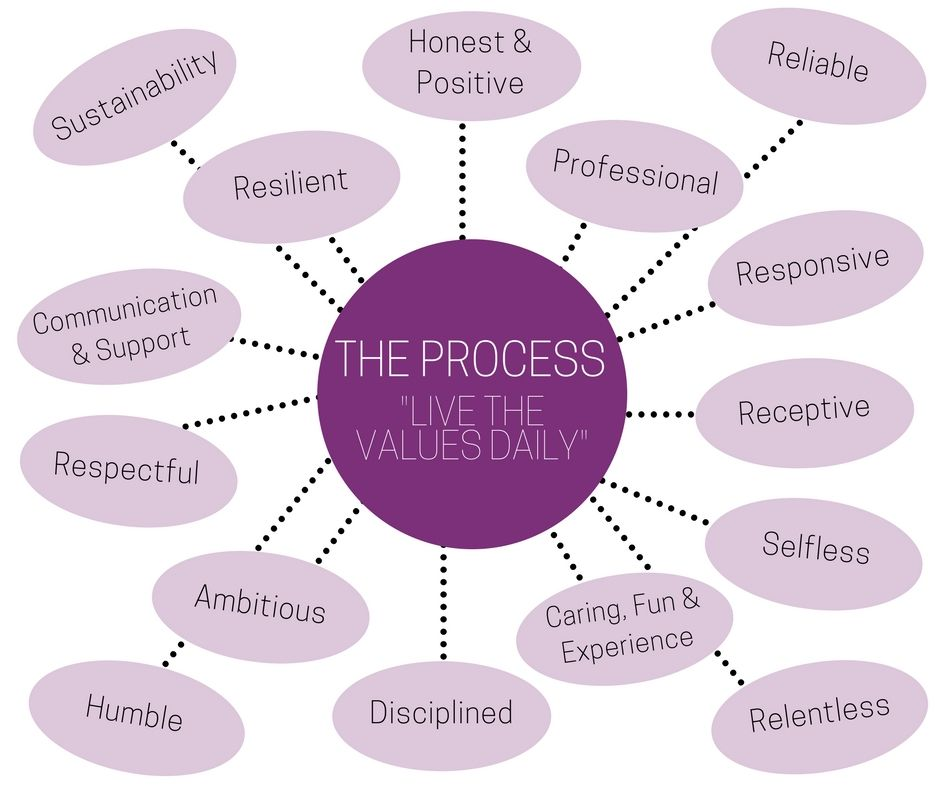 Honest &
Positive
Reliable
Sustainability
Professional
Resilient
Responsive
Communication
& Support
THE PROCESS
"LIVE THE
VALUES DAILY"
Receptive
Respectful
Selfless
Ambitious
Caring, Fun &
Experience
Humble
Disciplined
Relentless